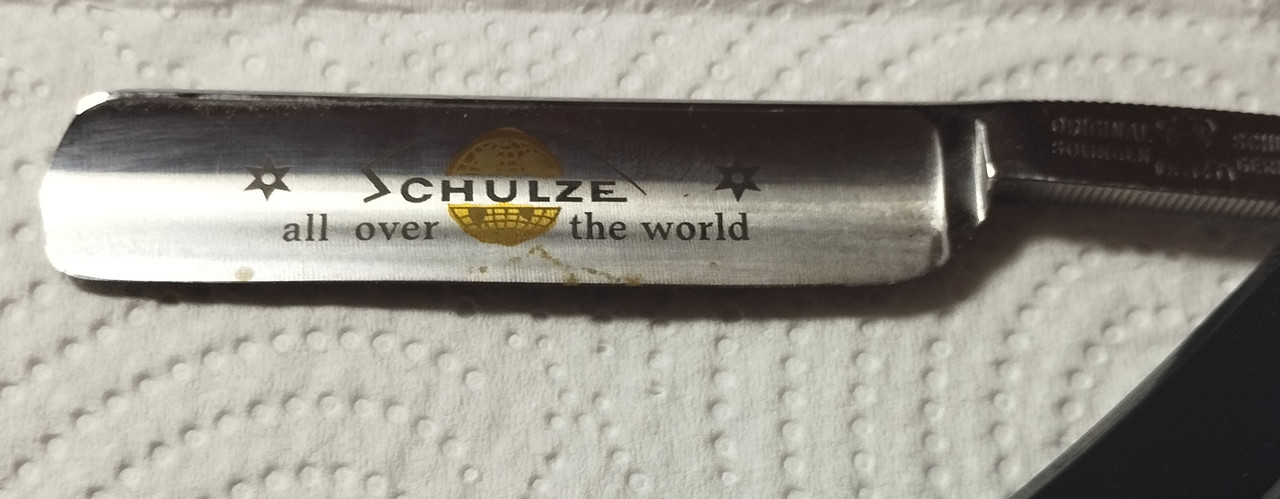 SCHULZE
all over the world
ORIGINAL
SOLINGEN